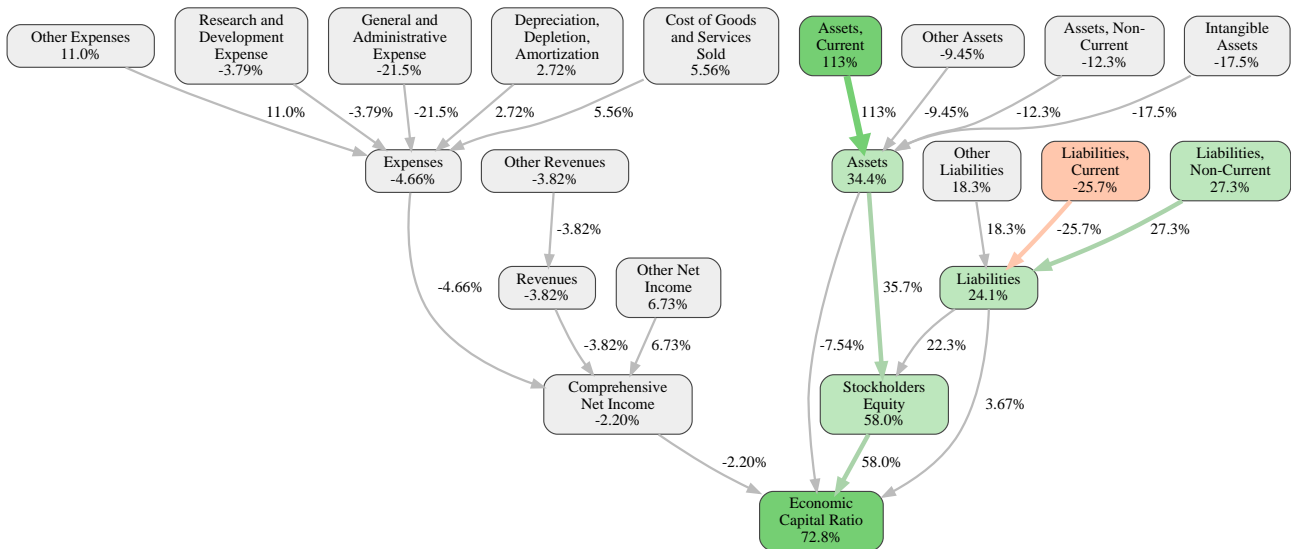 Other Expenses
11.0%
Research and
Development
Expense
-3.79%
General and
Administrative
Expense
-21.5%
Depreciation,
Depletion,
Amortization
2.72%
Cost of Goods
and Services
Sold
5.56%
Assets,
Current
113%
Other Assets
-9.45%
Assets, Non-
Current
-12.3%
Intangible
Assets
-17.5%
11.0%
-3.79%
-21.5%
2.72%
5.56%
113%
-9.45%
-12.3%
-17.5%
Expenses
-4.66%
Other Revenues
-3.82%
Assets
34.4%
Other
Liabilities
18.3%
Liabilities,
Current
-25.7%
Liabilities,
Non-Current
27.3%
-3.82%
18.3%
-25.7%
27.3%
-4.66%
Revenues
-3.82%
Other Net
Income
6.73%
35.7%
Liabilities
24.1%
-3.82%
6.73%
-7.54%
22.3%
Comprehensive
Net Income
-2.20%
Stockholders
Equity
58.0%
3.67%
-2.20%
58.0%
Economic
Capital Ratio
72.8%